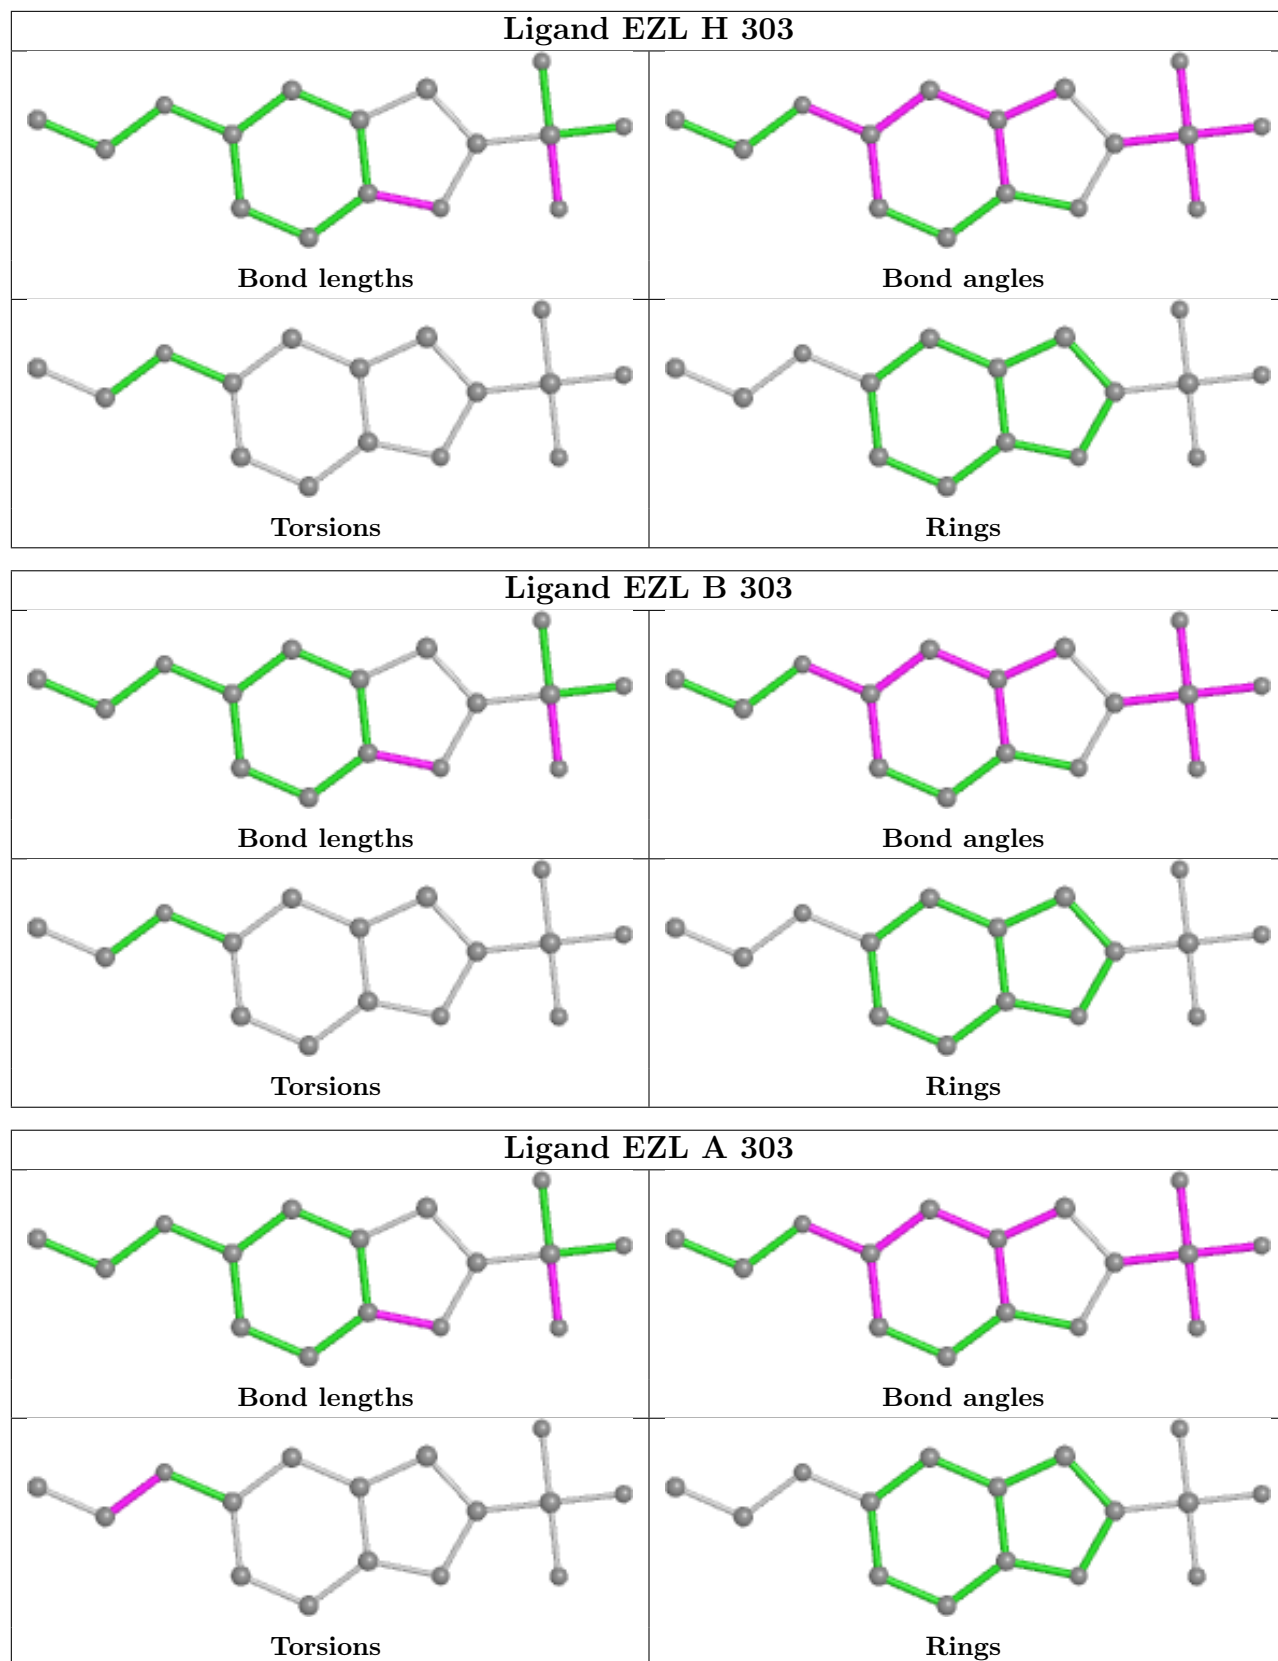 Ligand EZL H 303
Bond lengths
Bond angles
Torsions
Rings
Ligand EZL B 303
Bond lengths
Bond angles
Torsions
Rings
Ligand EZL A 303
Bond lengths
Bond angles
Torsions
Rings